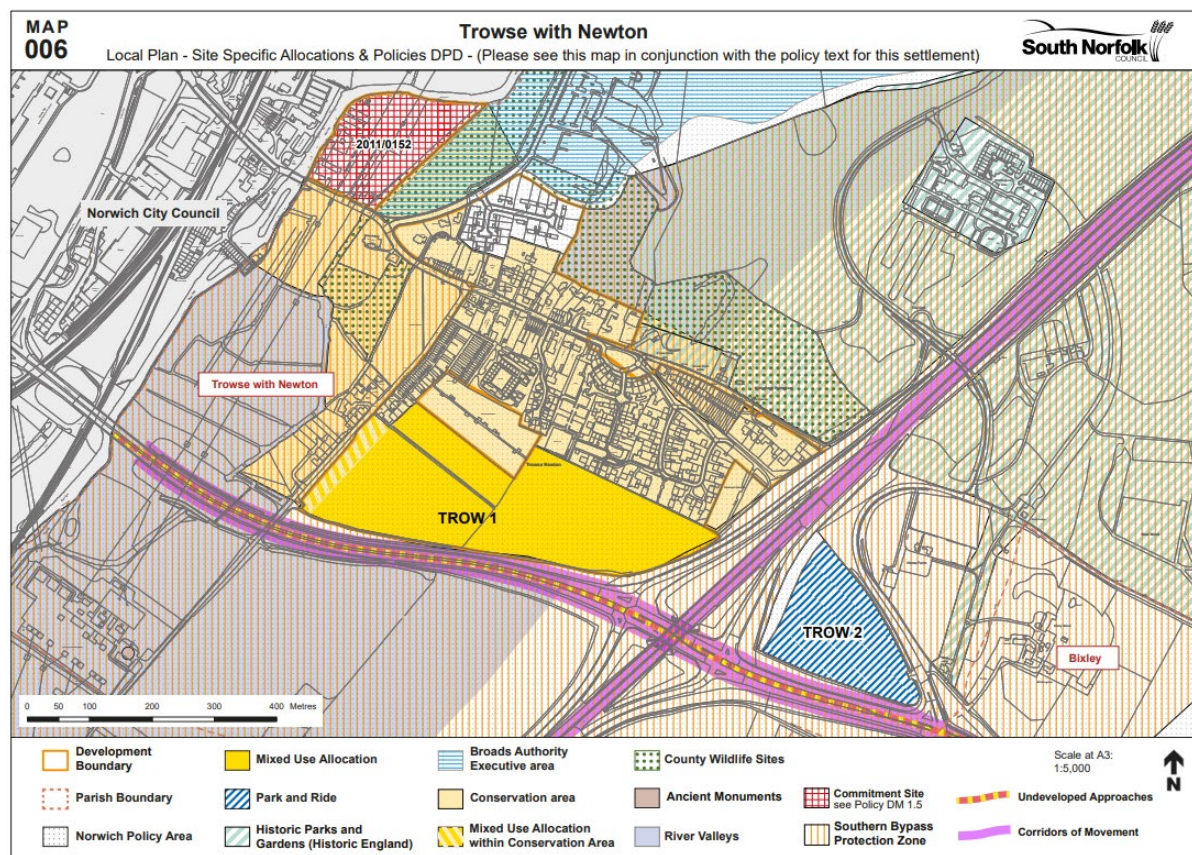 MAP
006
Trowse with Newton
Local Plan - Site Specific Allocations & Policies DPD - (Please see this map in conjunction with the policy text for this settlement)
South Norfolk
COUNCIL
2011/0152
Norwich City Council
Trowse with Newton
Trowse Newton
TROW 1
TROW 2
Bixley
0 50 100 200 300 400 Metres
Development
Boundary
Mixed Use Allocation
Broads Authority
Executive area
County Wildlife Sites
Scale at A3:
1:5,000
N
Parish Boundary
Park and Ride
Conservation area
Ancient Monuments
Commitment Site
see Policy DM 1.5
Undeveloped Approaches
Norwich Policy Area
Historic Parks and
Gardens (Historic England)
Mixed Use Allocation
within Conservation Area
River Valleys
Southern Bypass
Protection Zone
Corridors of Movement